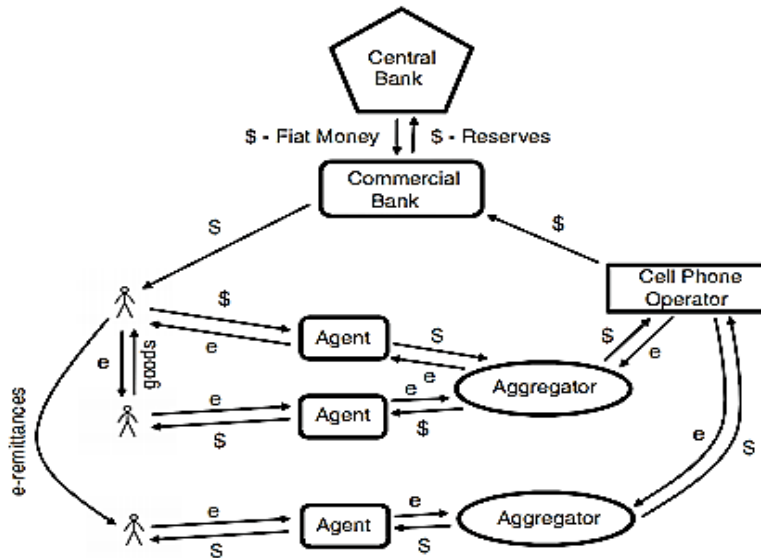 Central
Bank
$ - Fiat Money
$ - Reserves
Commercial
Bank
S
$
Cell Phone
Operator
$
e
Agent
S
e
$
e
Aggregator
e
goods
e
$
Agent
e
$
e
S
e-remittances
e
S
Agent
e
S
Aggregator